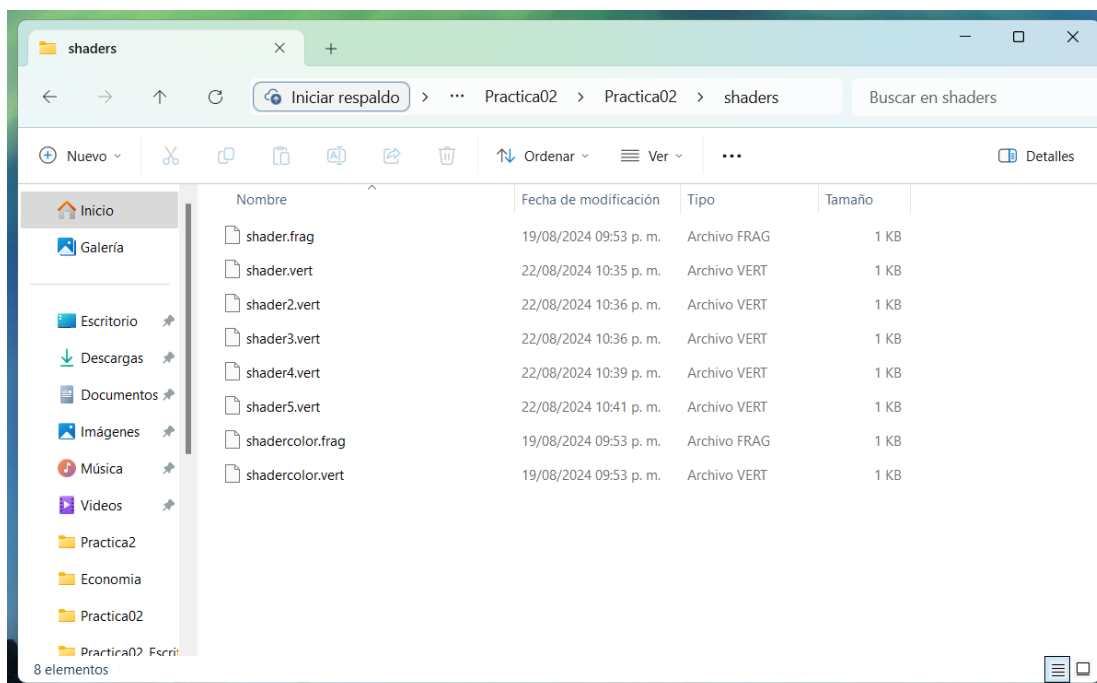 shaders
Iniciar respaldo > ··· Practica02 > Practica02 > shaders Buscar en shaders
Nuevo Ordenar Ver ··· Detalles
Inicio
Galería
Escritorio
Descargas
Documentos
Imágenes
Música
Videos
Practica2
Economia
Practica02
Practica02_Escrit
Nombre Fecha de modificación Tipo Tamaño
shader.frag 19/08/2024 09:53 p. m. Archivo FRAG 1 KB
shader.vert 22/08/2024 10:35 p. m. Archivo VERT 1 KB
shader2.vert 22/08/2024 10:36 p. m. Archivo VERT 1 KB
shader3.vert 22/08/2024 10:36 p. m. Archivo VERT 1 KB
shader4.vert 22/08/2024 10:39 p. m. Archivo VERT 1 KB
shader5.vert 22/08/2024 10:41 p. m. Archivo VERT 1 KB
shadercolor.frag 19/08/2024 09:53 p. m. Archivo FRAG 1 KB
shadercolor.vert 19/08/2024 09:53 p. m. Archivo VERT 1 KB
8 elementos